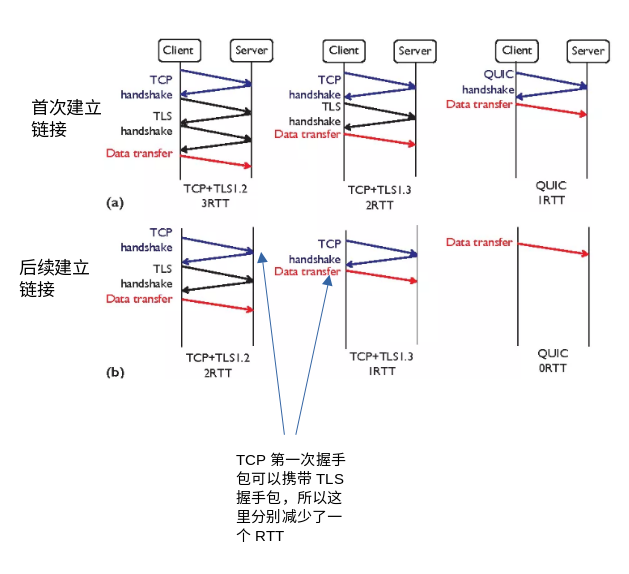 Client Server
Client Server
Client Server
首次建立
链接
TCP
handshake
TLS
handshake
Data transfer
TCP
handshake
TLS
handshake
Data transfer
QUIC
handshake
Data transfer
(a)
TCP+TLS1.2
3RTT
TCP+TLS1.3
2RTT
QUIC
1RTT
后续建立
链接
TCP
handshake
TLS
handshake
Data transfer
TCP
handshake
Data transfer
Data transfer
(b)
TCP+TLS1.2
2RTT
TCP+TLS1.3
1RTT
QUIC
0RTT
TCP 第一次握手
包可以携带 TLS
握手包，所以这
里分别减少了一
个 RTT